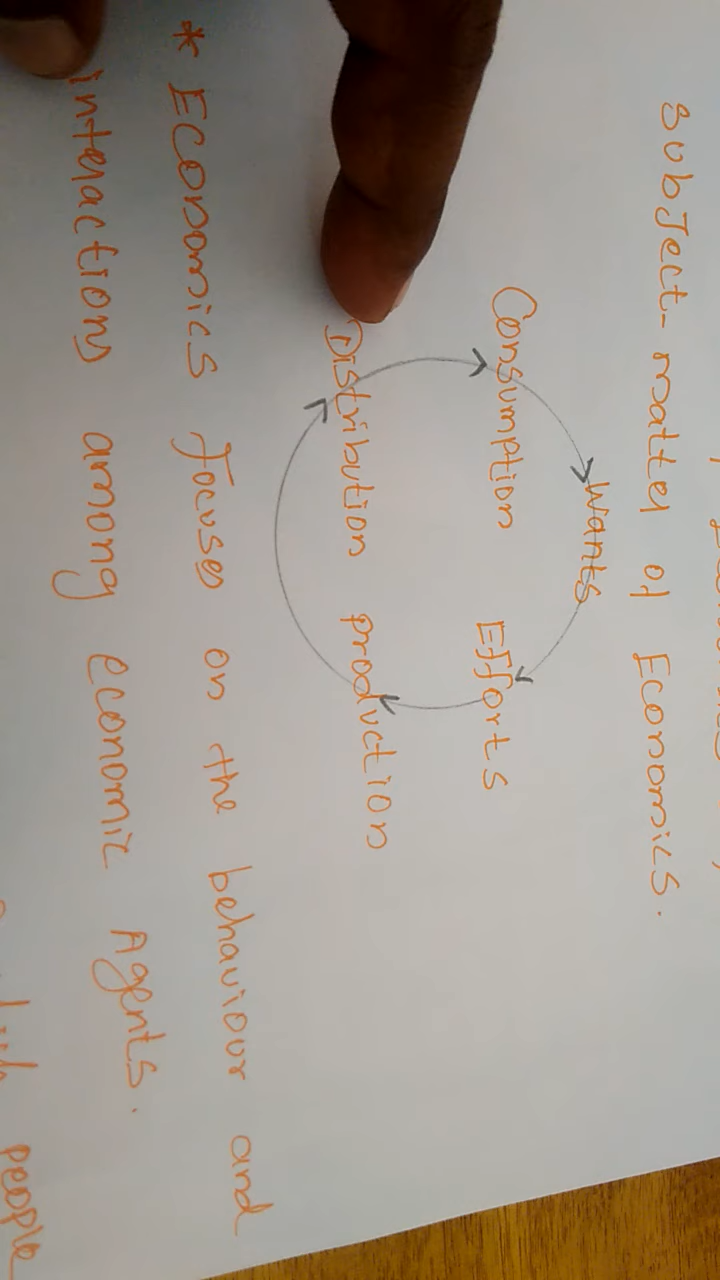 subject-matter of Economics.
Wants
Consumption Efforts
Distribution production
* Economics focuses on the behaviour and
interactions among economic Agents.
people